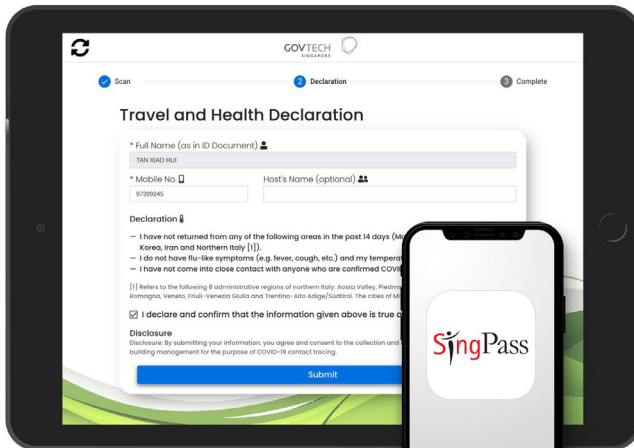 GOVTECH
SINGAPORE
Scan
2 Declaration
3 Complete
Travel and Health Declaration
* Full Name (as in ID Document)
TAN XIAO HUI
* Mobile No.
Host's Name (optional)
97399245
Declaration
– I have not returned from any of the following areas in the past 14 days
Korea, Iran and Northern Italy [1]).
– I do not have flu-like symptoms (e.g. fever, cough, etc.) and my
– I have not come into close contact with anyone who are confirmed
[1] Refers to the following 8 administrative regions of northern Italy: Aosta Valley,
Romagna, Veneto, Friuli-Venezia Giulia and Trentino-Alto Adige/Südtirol. The cities of
I declare and confirm that the information given above is true
Disclosure
Disclosure: By submitting your information, you agree and consent to the collection and
building management for the purpose of COVID-19 contact tracing.
Submit
SingPass